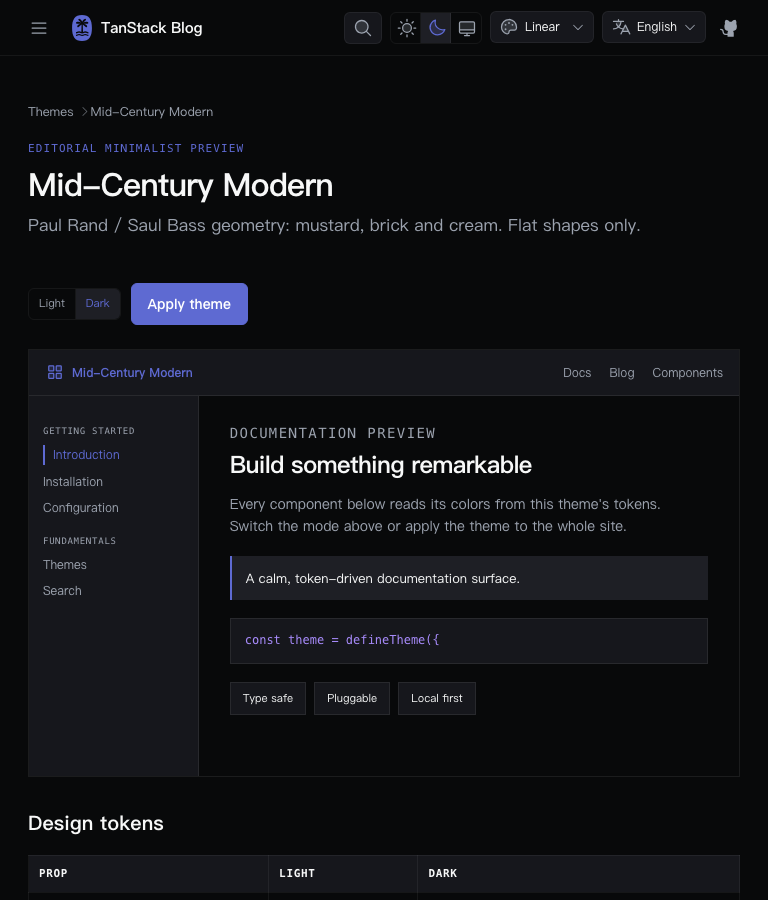 TanStack Blog
Linear
English
Themes
Mid-Century Modern
EDITORIAL MINIMALIST PREVIEW
Mid-Century Modern
Paul Rand / Saul Bass geometry: mustard, brick and cream. Flat shapes only.
Light
Dark
Apply theme
Mid-Century Modern
Docs
Blog
Components
GETTING STARTED
Introduction
Installation
Configuration
FUNDAMENTALS
Themes
Search
DOCUMENTATION PREVIEW
Build something remarkable
Every component below reads its colors from this theme's tokens.
Switch the mode above or apply the theme to the whole site.
A calm, token-driven documentation surface.
const theme = defineTheme({
Type safe
Pluggable
Local first
Design tokens
PROP
LIGHT
DARK